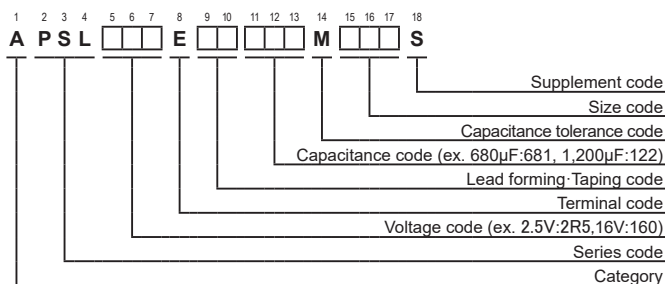 1 2 3 4 5 6 7 8 9 10 11 12 13 14 15 16 17 18
A P S L E M S
Supplement code
Size code
Capacitance tolerance code
Capacitance code (ex. 680µF:681, 1,200µF:122)
Lead forming·Taping code
Terminal code
Voltage code (ex. 2.5V:2R5,16V:160)
Series code
Category